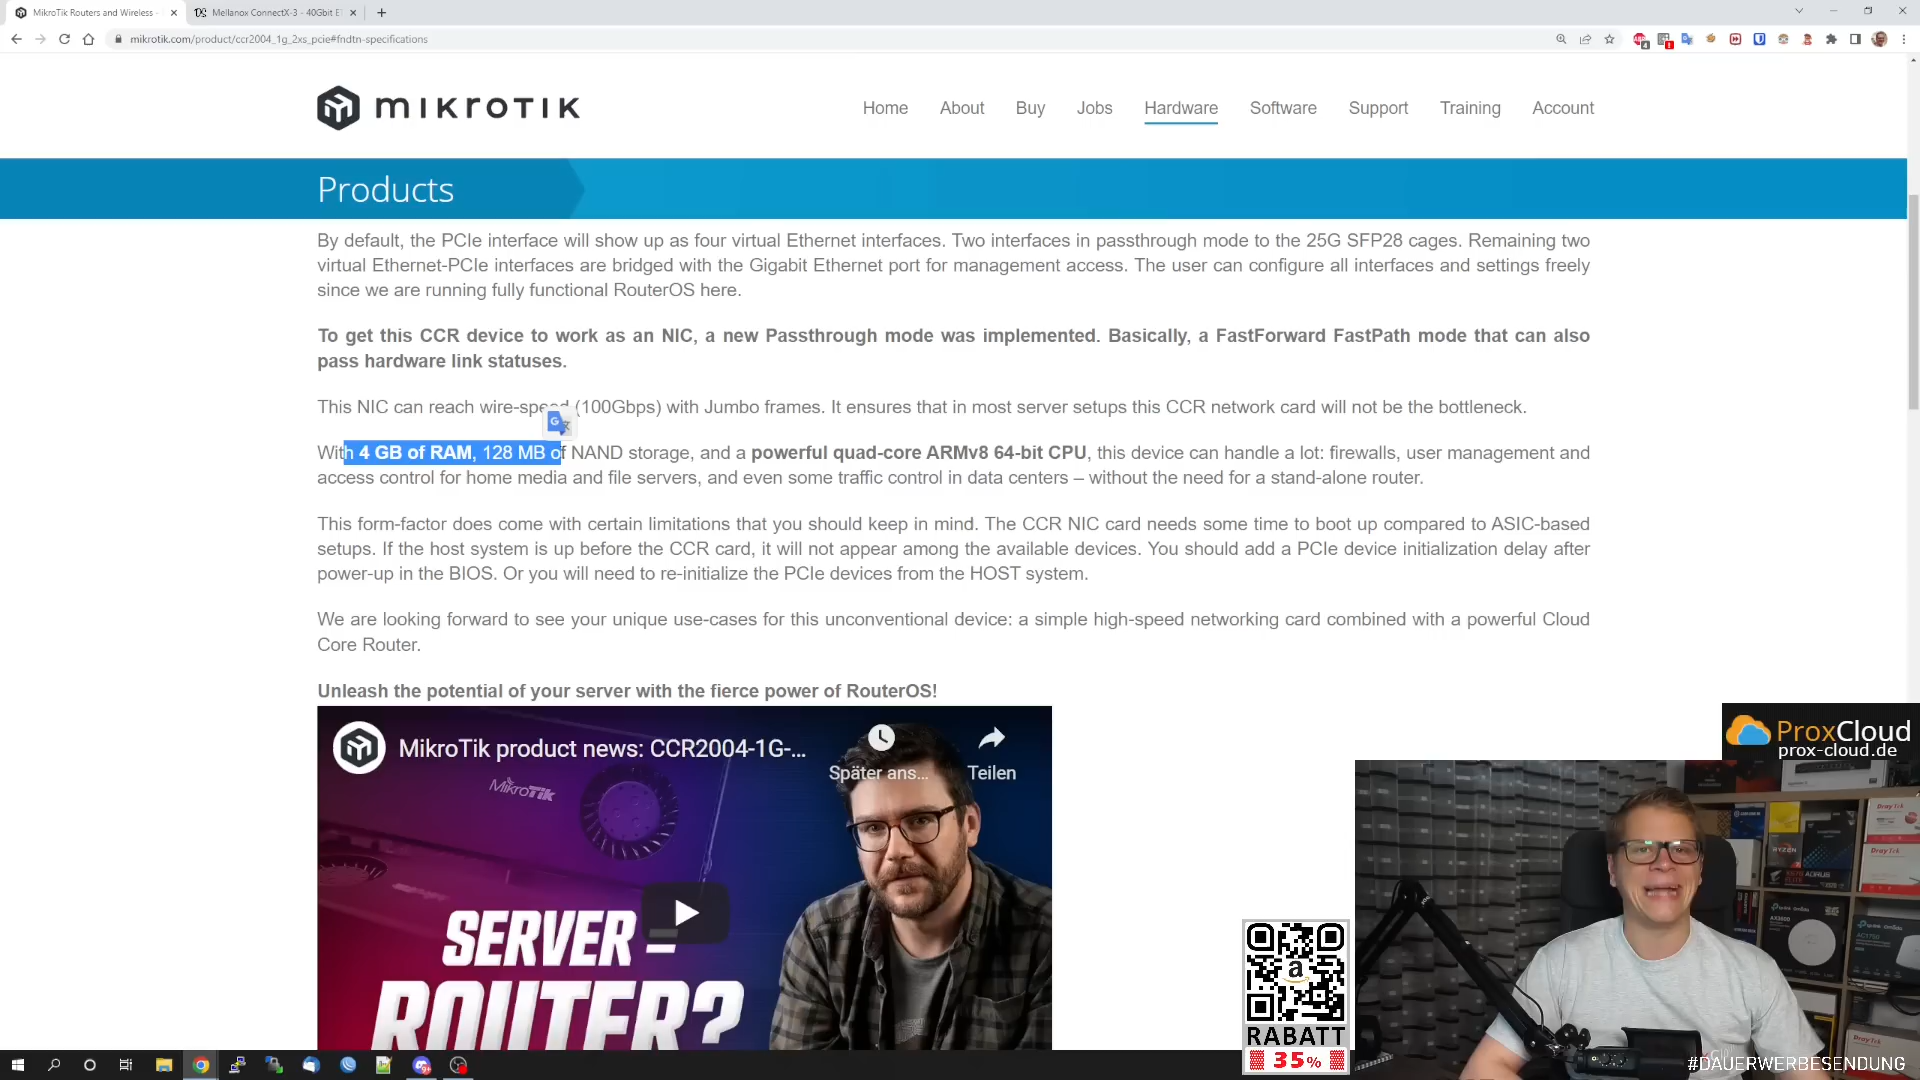 MikroTik Routers and Wireless -
Mellanox ConnectX-3 - 40Gbit E
mikrotik.com/product/ccr2004_1g_2xs_pcie#fndtn-specifications
mikrotik
Home About Buy Jobs Hardware Software Support Training Account
Products
By default, the PCIe interface will show up as four virtual Ethernet interfaces. Two interfaces in passthrough mode to the 25G SFP28 cages. Remaining two
virtual Ethernet-PCIe interfaces are bridged with the Gigabit Ethernet port for management access. The user can configure all interfaces and settings freely
since we are running fully functional RouterOS here.
To get this CCR device to work as an NIC, a new Passthrough mode was implemented. Basically, a FastForward FastPath mode that can also
pass hardware link statuses.
This NIC can reach wire-speed (100Gbps) with Jumbo frames. It ensures that in most server setups this CCR network card will not be the bottleneck.
With 4 GB of RAM, 128 MB of NAND storage, and a powerful quad-core ARMv8 64-bit CPU, this device can handle a lot: firewalls, user management and
access control for home media and file servers, and even some traffic control in data centers – without the need for a stand-alone router.
This form-factor does come with certain limitations that you should keep in mind. The CCR NIC card needs some time to boot up compared to ASIC-based
setups. If the host system is up before the CCR card, it will not appear among the available devices. You should add a PCIe device initialization delay after
power-up in the BIOS. Or you will need to re-initialize the PCIe devices from the HOST system.
We are looking forward to see your unique use-cases for this unconventional device: a simple high-speed networking card combined with a powerful Cloud
Core Router.
Unleash the potential of your server with the fierce power of RouterOS!
MikroTik product news: CCR2004-1G-...
Später ans...
Teilen
MikroTik
SERVER =
ROUTER?
ProxCloud
prox-cloud.de
RYZEN
AORUS
DrayTek
DrayTek
tp-link
tp-link
a
RABATT
35%
#DAUERWERBESENDUNG